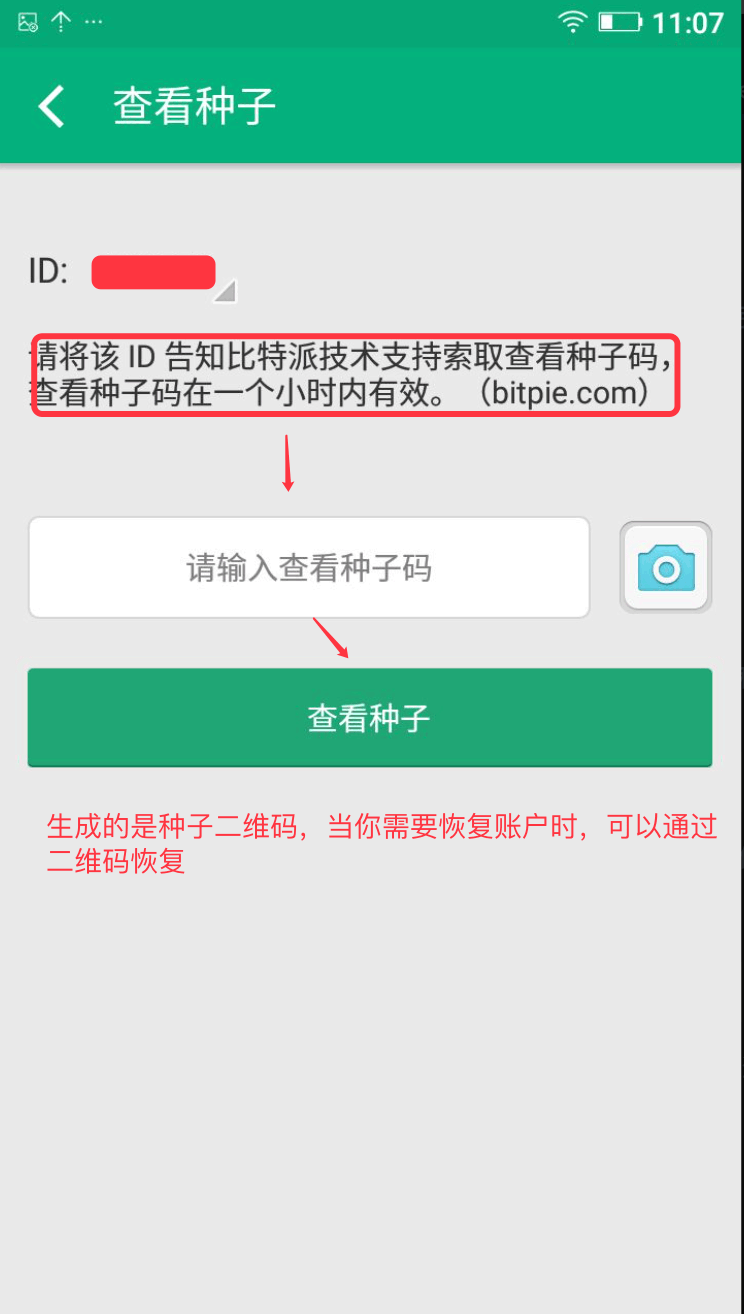 11:07
查看种子
ID:
请将该 ID 告知比特派技术支持索取查看种子码，
查看种子码在一个小时内有效。（bitpie.com）
请输入查看种子码
查看种子
生成的是种子二维码，当你需要恢复账户时，可以通过
二维码恢复